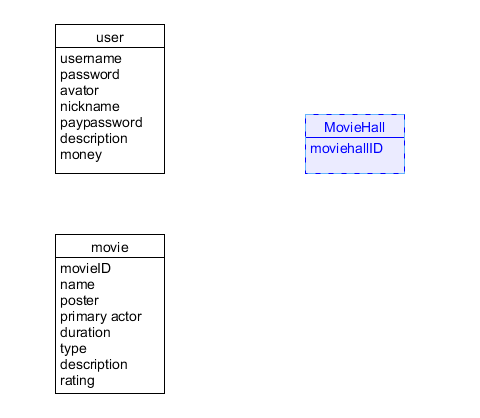 user
username
password
avator
nickname
paypassword
description
money
MovieHall
moviehallID
movie
movieID
name
poster
primary actor
duration
type
description
rating